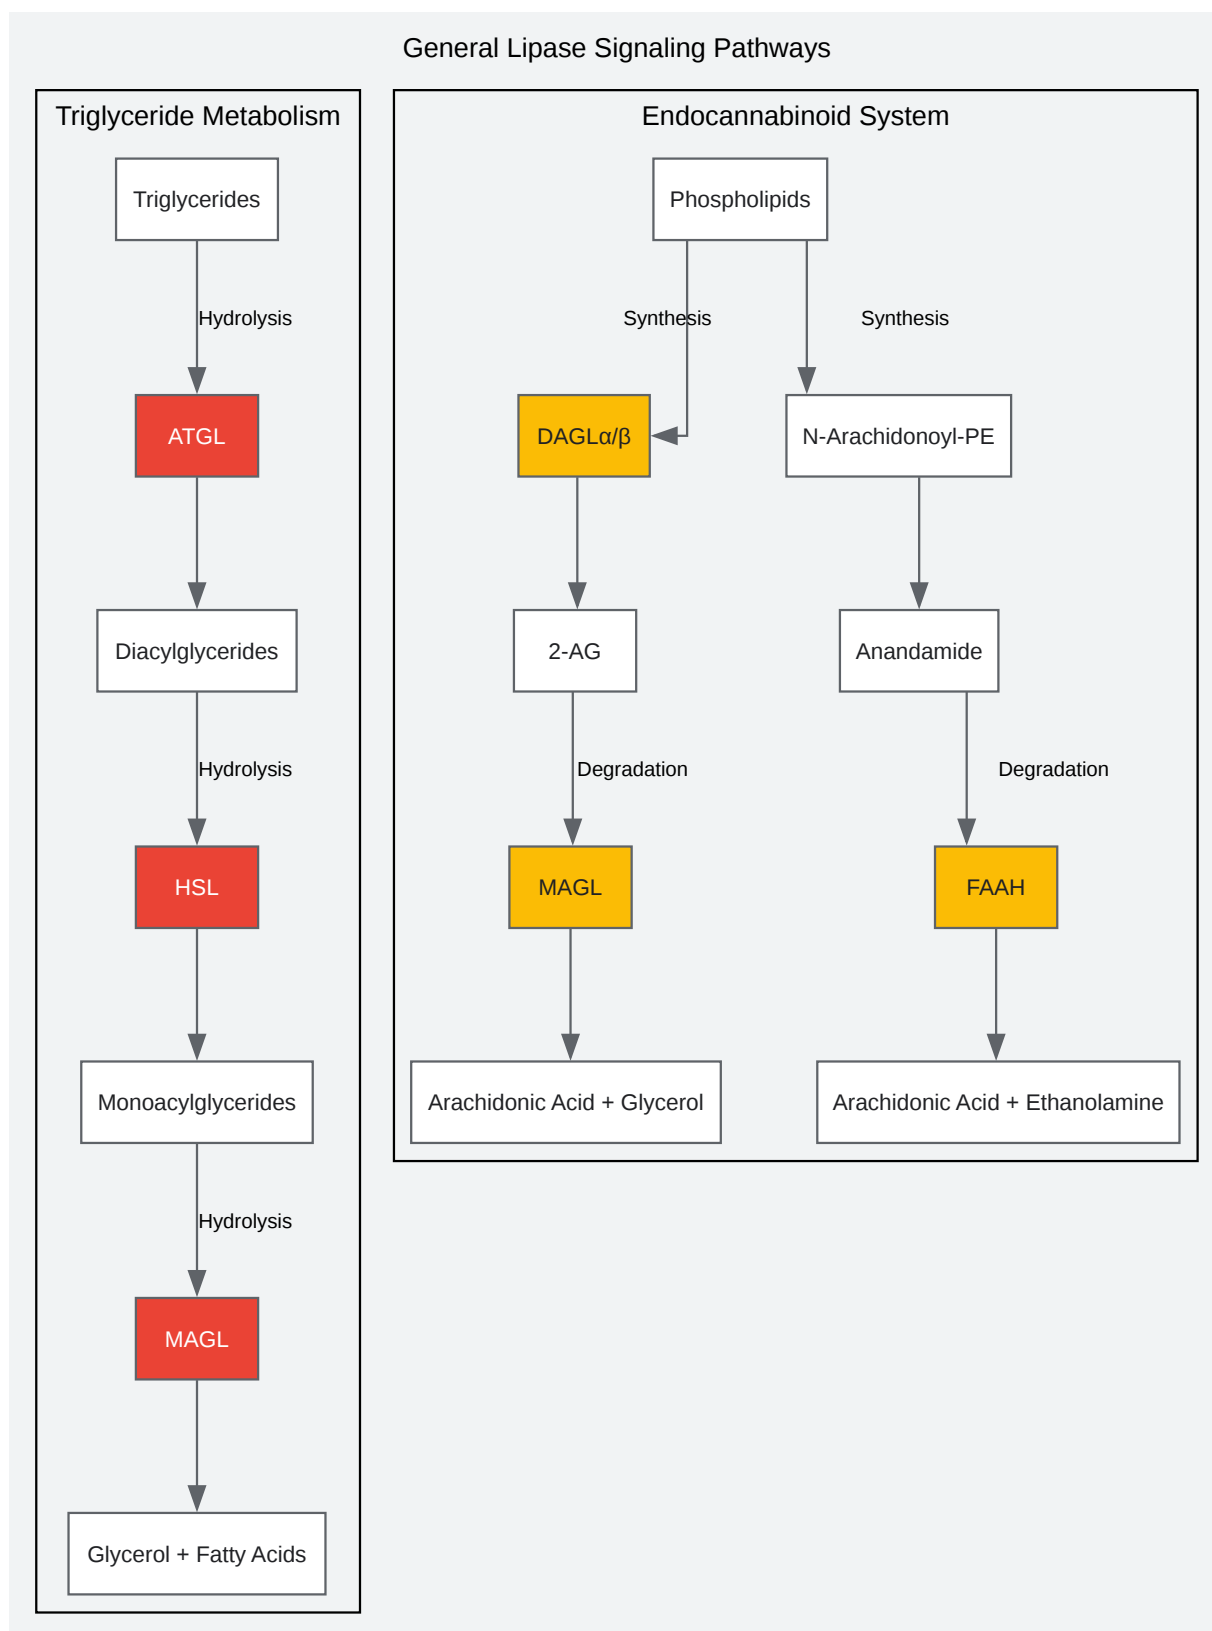 General Lipase Signaling Pathways
Triglyceride Metabolism
Triglycerides
Hydrolysis
ATGL
Diacylglycerides
Hydrolysis
HSL
Monoacylglycerides
Hydrolysis
MAGL
Glycerol + Fatty Acids
Endocannabinoid System
Phospholipids
Synthesis
Synthesis
DAGLα/β
N-Arachidonoyl-PE
2-AG
Anandamide
Degradation
Degradation
MAGL
FAAH
Arachidonic Acid + Glycerol
Arachidonic Acid + Ethanolamine